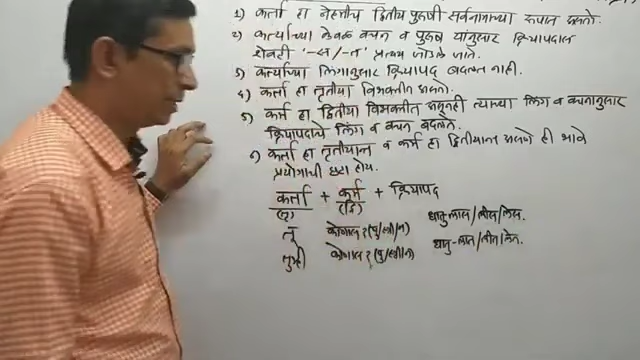 १) कर्ता हा नेहमीच द्वितीय पुरुषी सर्वनामाच्या रूपात असतो.
२) कर्त्याच्या केवळ वचन व पुरुष यांनुसार क्रियापदाला
शेवटी '-स/-त' प्रत्यय जोडले जाते.
३) कर्त्याच्या लिंगानुसार क्रियापद बदलत नाही.
४) कर्ता हा तृतीया विभक्तीत असतो.
५) कर्म हा द्वितीया विभक्तीत असूनही त्याच्या लिंग व वचनानुसार
क्रियापदाचे लिंग व वचन बदलते.
६) कर्ता हा तृतीयान्त व कर्म हा द्वितीयान्त असणे ही भावे
प्रयोगाची छटा होय.
कर्ता + कर्म + क्रियापद
(तृ) (द्वि)
तू (पु/स्त्री/न) धातु-लास/लीस/लेस.
तुम्ही (पु/स्त्री/न) धातु-लात/लीत/लेत.